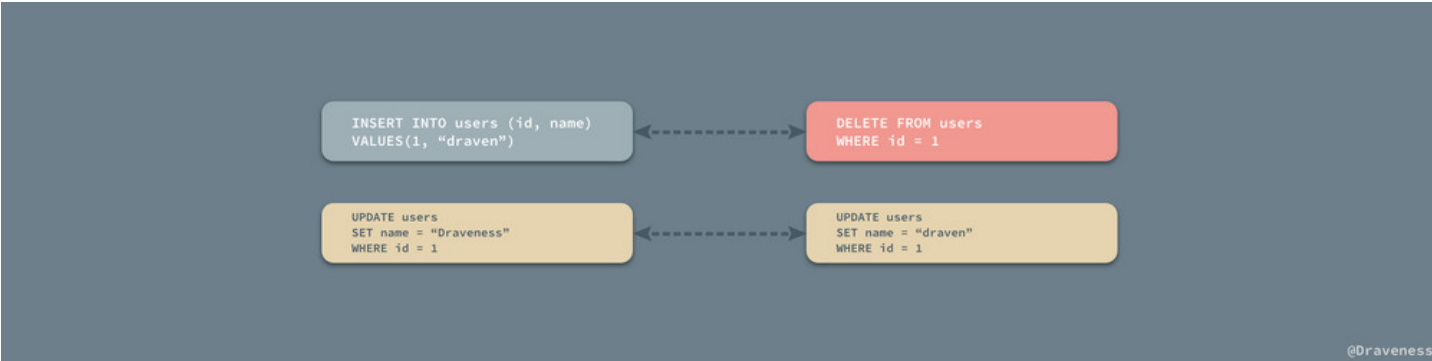 INSERT INTO users (id, name)
VALUES(1, “draven”)
DELETE FROM users
WHERE id = 1
UPDATE users
SET name = “Draveness”
WHERE id = 1
UPDATE users
SET name = “draven”
WHERE id = 1
@Draveness